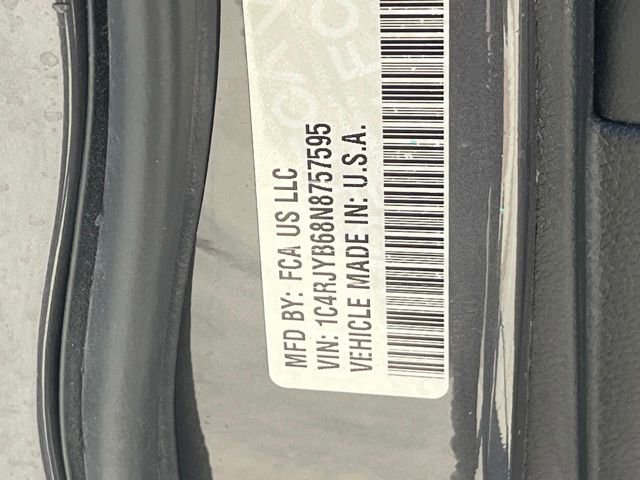 MFD BY: FCA US LLC
VIN: 1C4RJYB68N8757595
VEHICLE MADE IN: U.S.A.